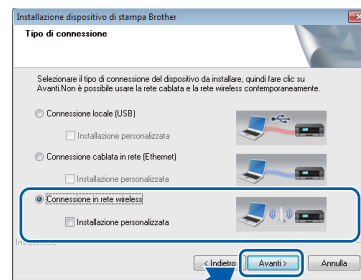 Installazione dispositivo di stampa Brother
Tipo di connessione
Selezionare il tipo di connessione del dispositivo da installare, quindi fare clic su
Avanti.Non è possibile usare la rete cablata e la rete wireless contemporaneamente.
Connessione locale (USB)
Installazione personalizzata
Connessione cablata in rete (Ethernet)
Installazione personalizzata
Connessione in rete wireless
Installazione personalizzata
< Indietro
Avanti >
Annulla